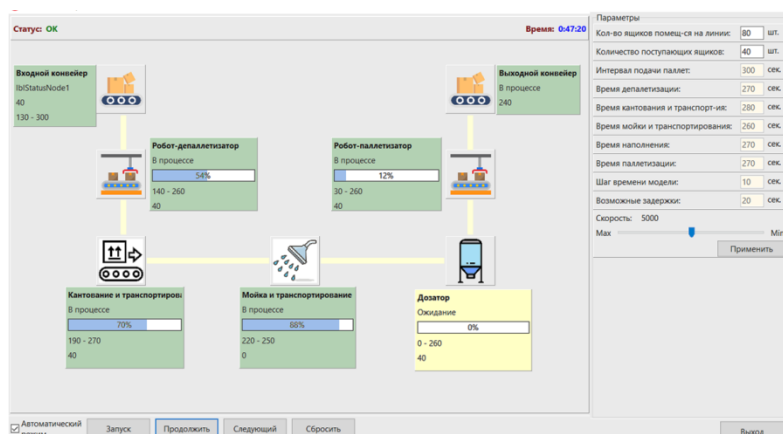 Статус: OK
Время: 0:47:20
Входной конвейер
lblStatusNode1
40
130 - 300
Выходной конвейер
В процессе
240
Робот-депаллетизатор
В процессе
54%
140 - 260
40
Робот-паллетизатор
В процессе
12%
30 - 260
40
Кантование и транспортирова
В процессе
70%
190 - 270
40
Мойка и транспортирование
В процессе
88%
220 - 250
0
Дозатор
Ожидание
0%
0 - 260
40
Параметры
Кол-во ящиков помещ-ся на линии: 80 шт.
Количество поступающих ящиков: 40 шт.
Интервал подачи паллет: 300 сек.
Время депалетизации: 270 сек.
Время кантования и транспорт-ия: 280 сек.
Время мойки и транспортирования: 260 сек.
Время наполнения: 270 сек.
Время паллетизации: 270 сек.
Шаг времени модели: 10 сек.
Возможные задержки: 20 сек.
Скорость: 5000
Max Min
Применить
Автоматический
режим
Запуск
Продолжить
Следующий
Сбросить
Выход